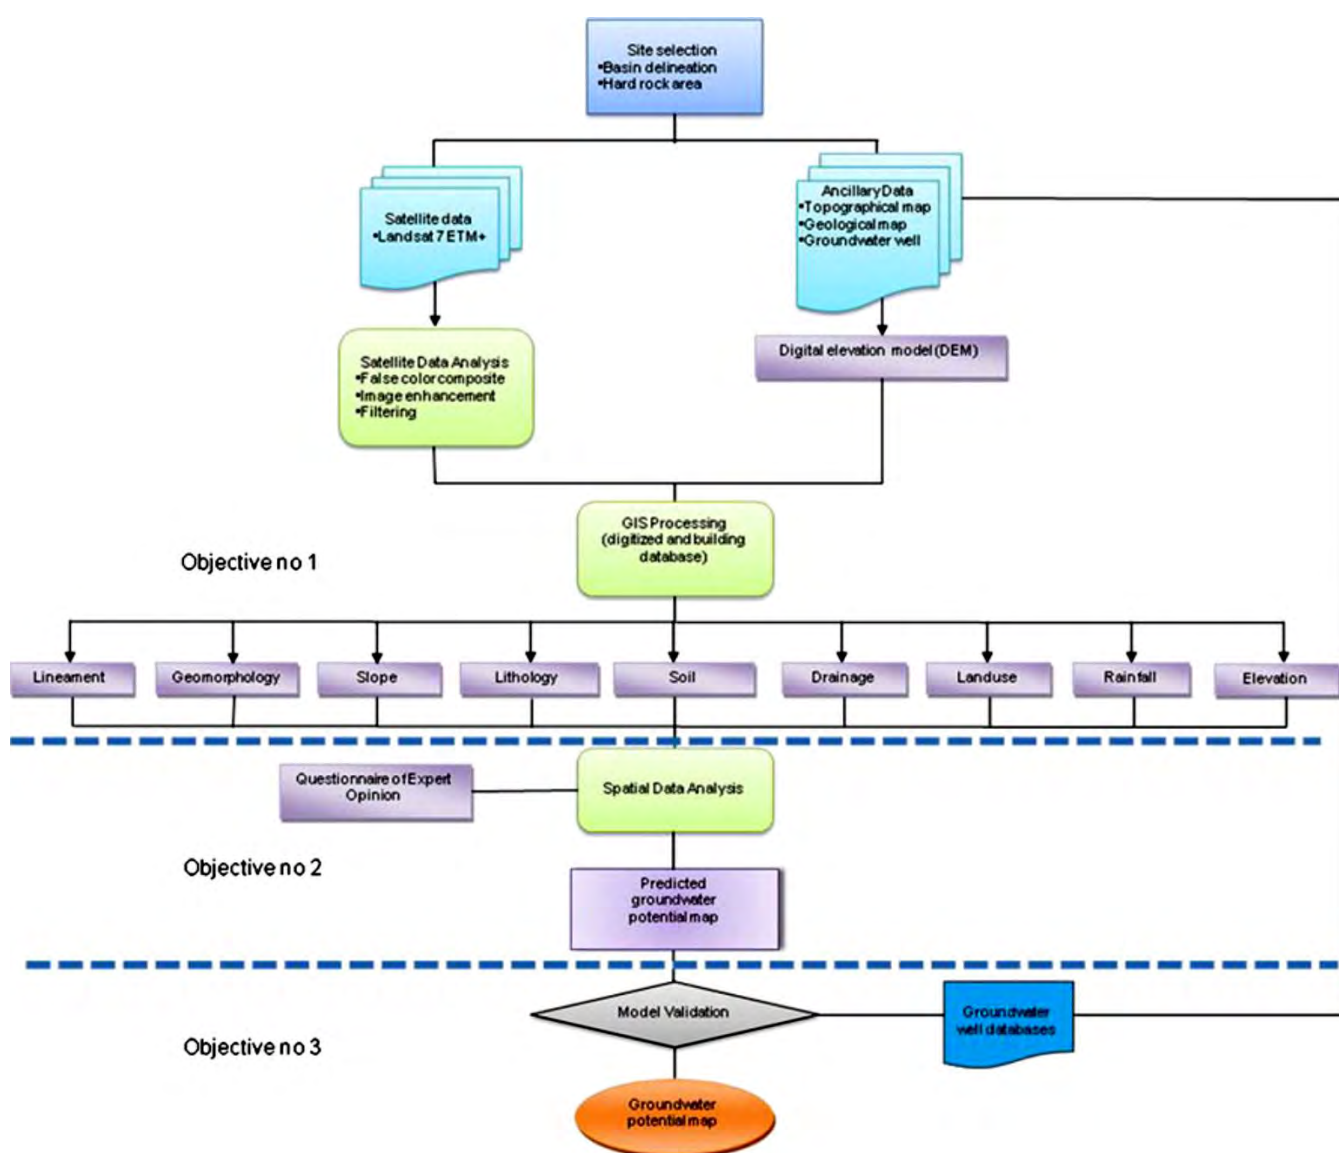 Site selection
•Basin delineation
•Hard rock area
Satellite data
•Landsat 7 ETM+
Ancillary Data
•Topographical map
•Geological map
•Groundwater well
Satellite Data Analysis
•False color composite
•Image enhancement
•Filtering
Digital elevation model (DEM)
GIS Processing
(digitized and building
database)
Objective no 1
Lineament
Geomorphology
Slope
Lithology
Soil
Drainage
Landuse
Rainfall
Elevation
Questionnaire of Expert
Opinion
Spatial Data Analysis
Objective no 2
Predicted
groundwater
potential map
Model Validation
Groundwater
well databases
Objective no 3
Groundwater
potential map